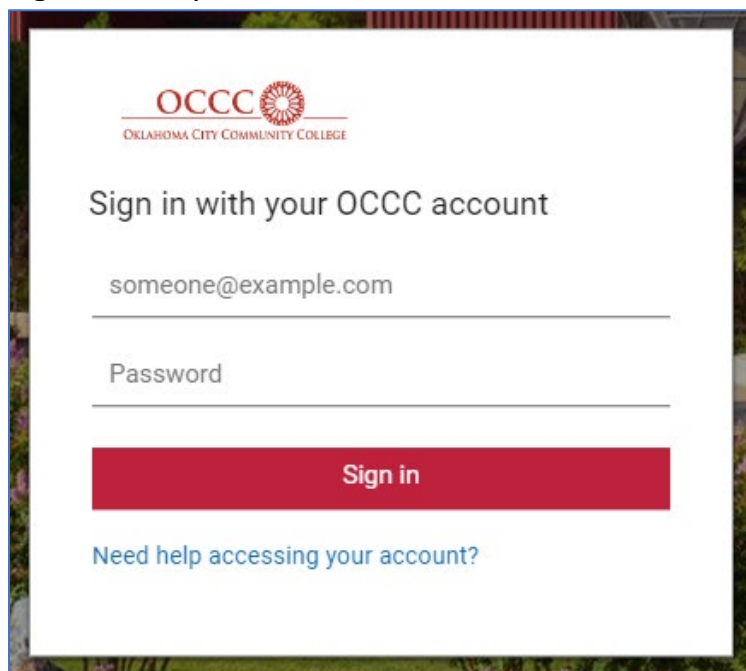 OCCC
OKLAHOMA CITY COMMUNITY COLLEGE
Sign in with your OCCC account
someone@example.com
Password
Sign in
Need help accessing your account?